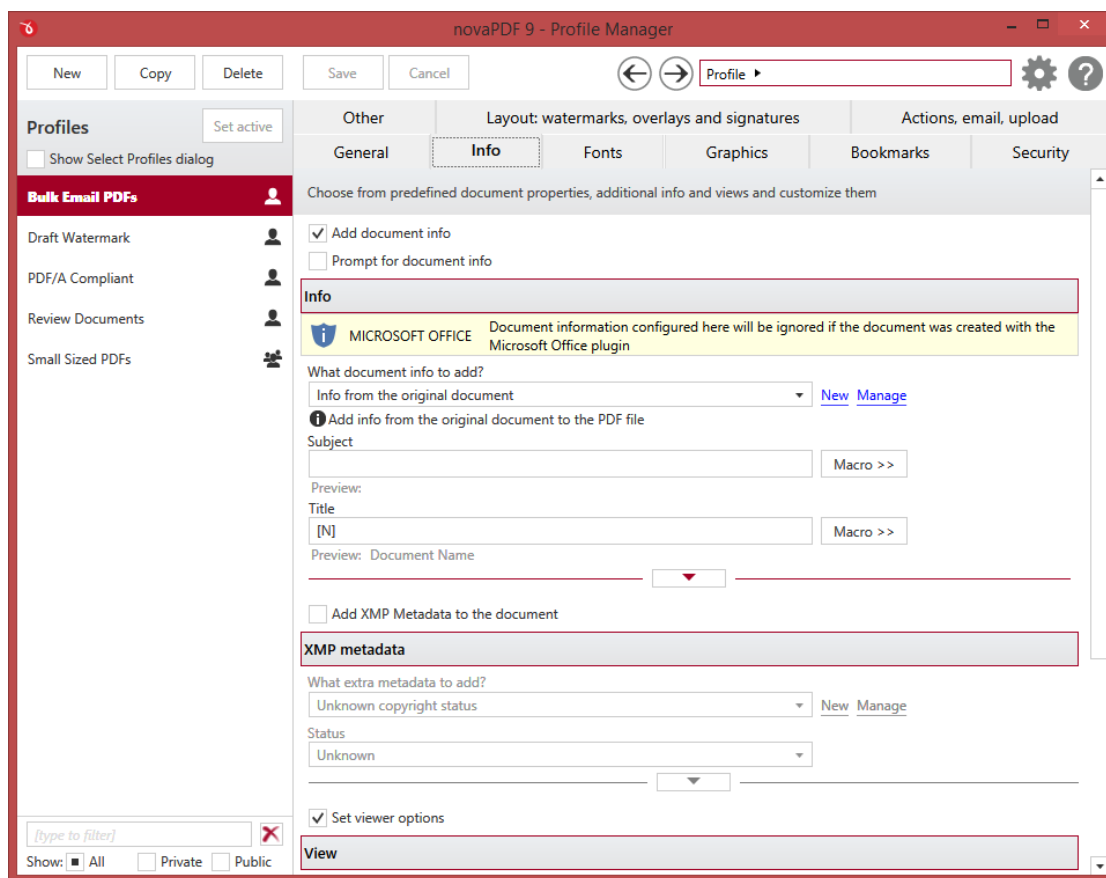 novaPDF 9 - Profile Manager
New Copy Delete Save Cancel Profile
Profiles Set active
Show Select Profiles dialog
Bulk Email PDFs
Draft Watermark
PDF/A Compliant
Review Documents
Small Sized PDFs
[type to filter]
Show: All Private Public
Other Layout: watermarks, overlays and signatures Actions, email, upload
General Info Fonts Graphics Bookmarks Security
Choose from predefined document properties, additional info and views and customize them
Add document info
Prompt for document info
Info
MICROSOFT OFFICE Document information configured here will be ignored if the document was created with the
Microsoft Office plugin
What document info to add?
Info from the original document New Manage
Add info from the original document to the PDF file
Subject
Macro >>
Preview:
Title
[N] Macro >>
Preview: Document Name
Add XMP Metadata to the document
XMP metadata
What extra metadata to add?
Unknown copyright status New Manage
Status
Unknown
Set viewer options
View